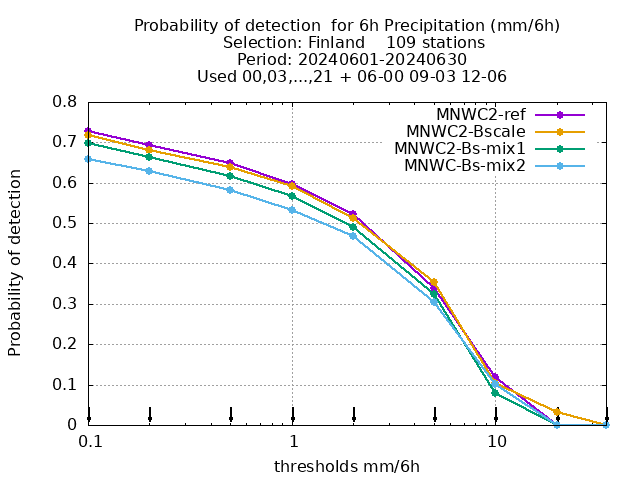 Probability of detection  for 6h Precipitation (mm/6h)
Selection: Finland    109 stations
Period: 20240601-20240630
Used 00,03,...,21 + 06-00 09-03 12-06
MNWC2-ref
MNWC2-Bscale
MNWC2-Bs-mix1
MNWC-Bs-mix2
Probability of detection
0.8
0.7
0.6
0.5
0.4
0.3
0.2
0.1
0
0.1 1 10
thresholds mm/6h